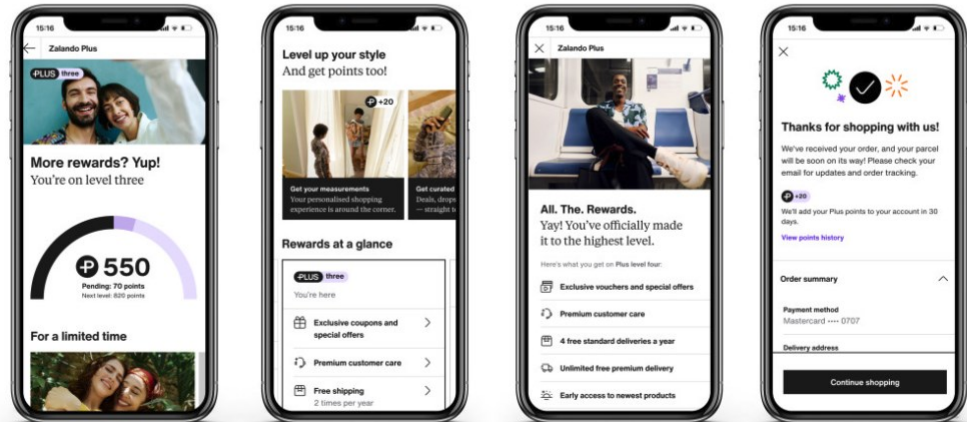 15:16
Zalando Plus
PLUS three
More rewards? Yup!
You're on level three
550
Pending: 70 points
Next level: 820 points
For a limited time
15:16
Level up your style
And get points too!
+20
Get your measurements
Your personalised shopping
experience is around the corner.
Get curated
Deals, drops
— straight to
Rewards at a glance
PLUS three
You're here
Exclusive coupons and
special offers
Premium customer care
Free shipping
2 times per year
15:16
Zalando Plus
All. The. Rewards.
Yay! You've officially made
it to the highest level.
Here's what you get on Plus level four:
Exclusive vouchers and special offers
Premium customer care
4 free standard deliveries a year
Unlimited free premium delivery
Early access to newest products
15:16
Thanks for shopping with us!
We've received your order, and your parcel
will be soon on its way! Please check your
email for updates and order tracking.
+20
We'll add your Plus points to your account in 30
days.
View points history
Order summary
Payment method
Mastercard •••• 0707
Delivery address
Continue shopping